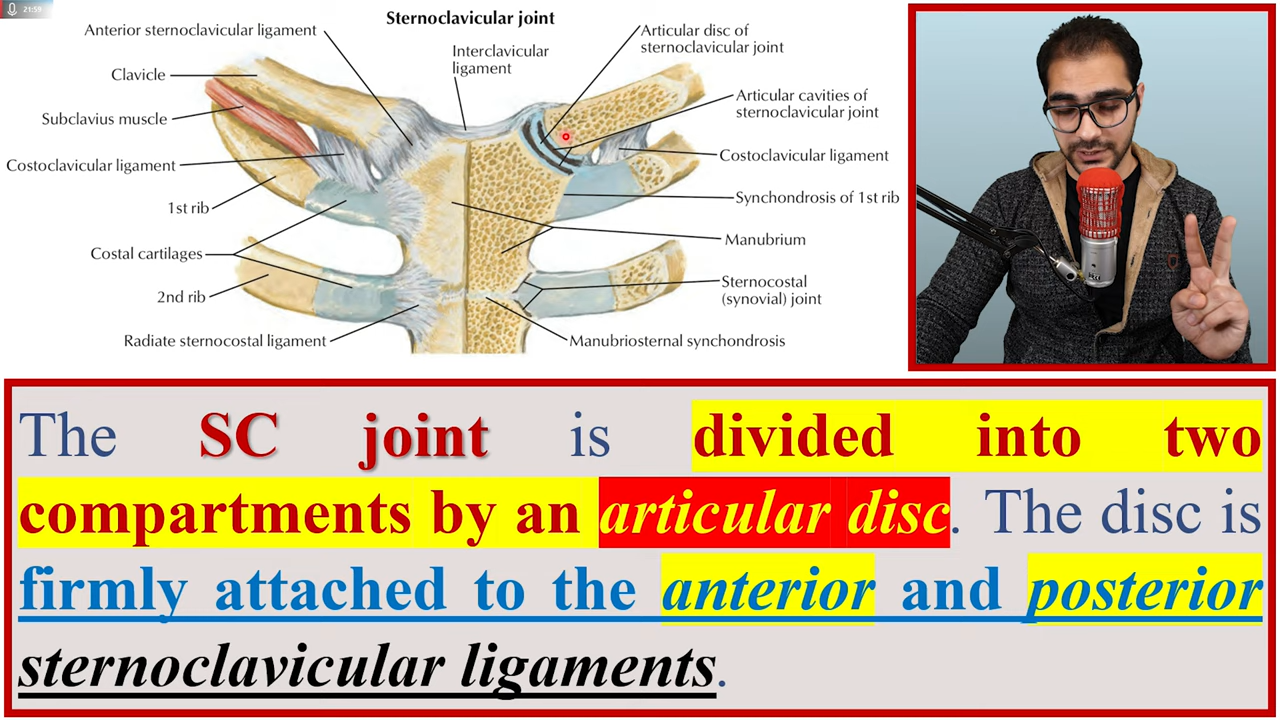 21:59
Sternoclavicular joint
Anterior sternoclavicular ligament
Clavicle
Subclavius muscle
Costoclavicular ligament
1st rib
Costal cartilages
2nd rib
Radiate sternocostal ligament
Interclavicular
ligament
Articular disc of
sternoclavicular joint
Articular cavities of
sternoclavicular joint
Costoclavicular ligament
Synchondrosis of 1st rib
Manubrium
Sternocostal
(synovial) joint
Manubriosternal synchondrosis
The SC joint is divided into two
compartments by an articular disc. The disc is
firmly attached to the anterior and posterior
sternoclavicular ligaments.